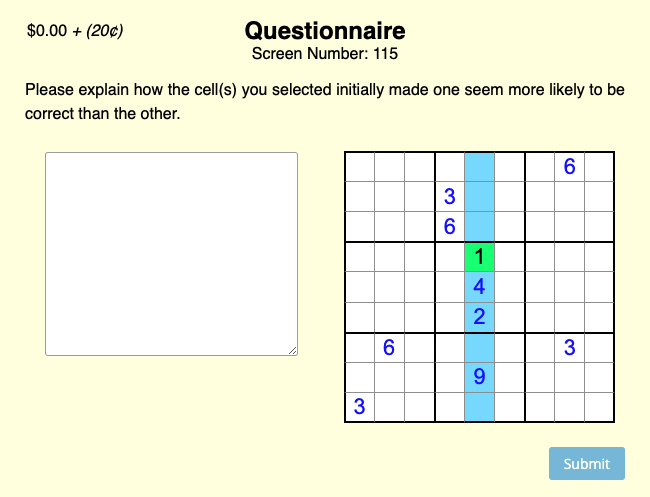 $0.00 + (20¢)
Questionnaire
Screen Number: 115
Please explain how the cell(s) you selected initially made one seem more likely to be
correct than the other.
6
3
6
1
4
2
6 3
9
3
Submit